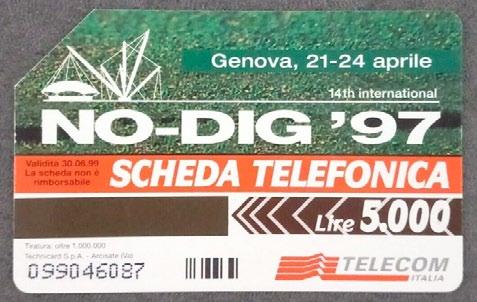 Genova, 21-24 aprile
14th international
NO-DIG '97
Validità 30.06.99
La scheda non è
rimborsabile
SCHEDA TELEFONICA
Lire 5.000
Tiratura: oltre 1.000.000
Technicard S.p.A. - Arcisate (Va)
099046087
TELECOM
ITALIA